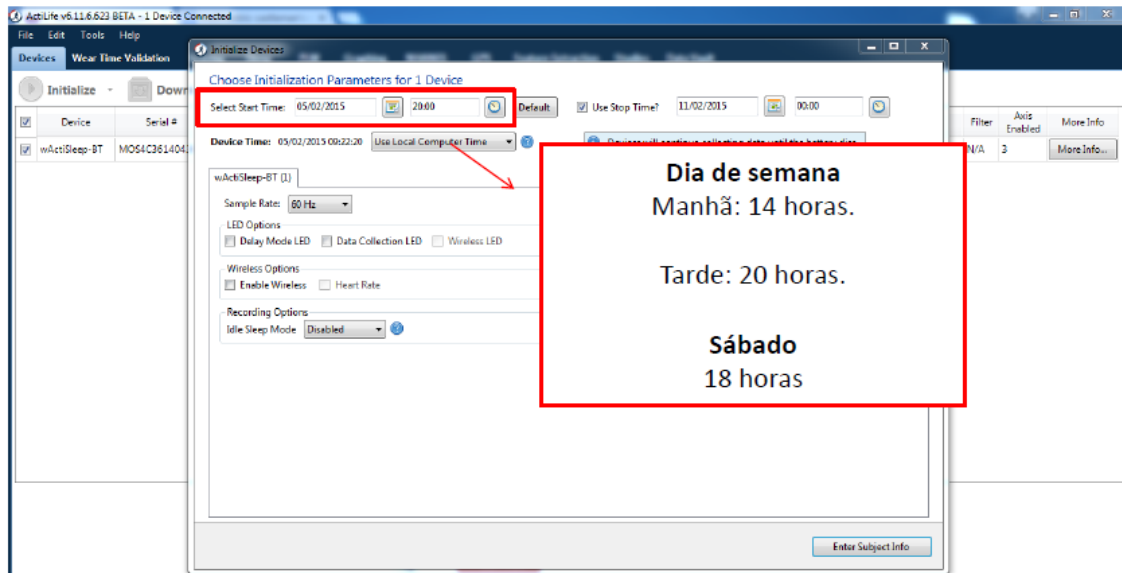 ActiLife v6.11.6.623 BETA - 1 Device Connected
File Edit Tools Help
Devices Wear Time Validation
Initialize Devices
Choose Initialization Parameters for 1 Device
Initialize
Select Start Time: 05/02/2015 20:00 Default Use Stop Time? 11/02/2015 00:00
Device Serial # Filter Axis Enabled More Info
Device Time: 05/02/2015 09:22:20 Use Local Computer Time
wActiSleep-BT N/A 3 More Info...
wActiSleep-BT (1)
Sample Rate: 60 Hz
LED Options
Delay Mode LED Data Collection LED Wireless LED
Wireless Options
Enable Wireless Heart Rate
Recording Options
Idle Sleep Mode Disabled
Dia de semana
Manhã: 14 horas.
Tarde: 20 horas.
Sábado
18 horas
Enter Subject Info